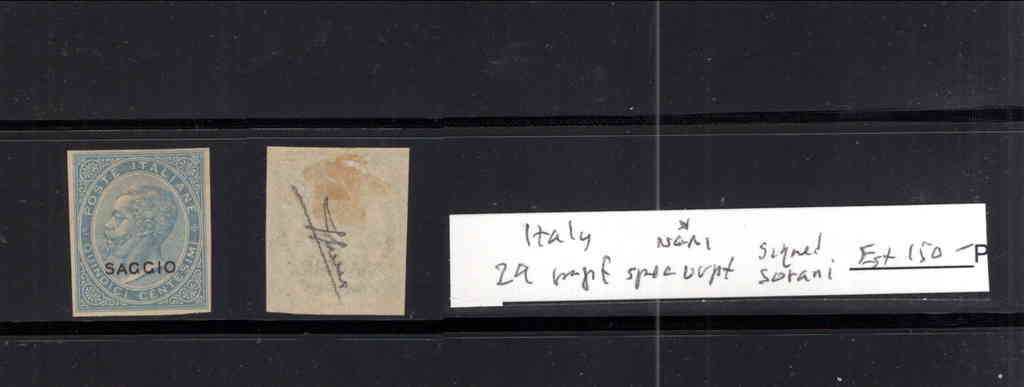 POSTE ITALIANE
SAGGIO
QUINDICI CENTESIMI
Italy
29 impf spec ovpt signed sorani Est 150 - P